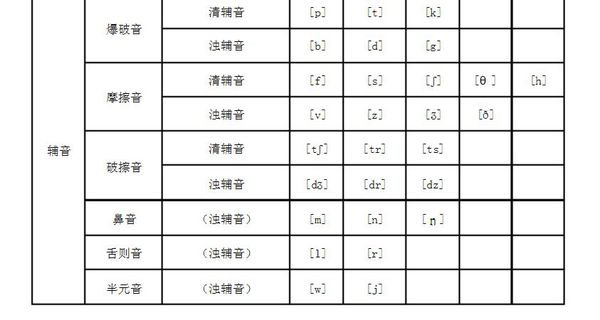 爆破音 清辅音 [p] [t] [k]
浊辅音 [b] [d] [g]
摩擦音 清辅音 [f] [s] [ʃ] [θ ] [h]
浊辅音 [v] [z] [ʒ] [ð]
辅音
破擦音 清辅音 [tʃ] [tr] [ts]
浊辅音 [dʒ] [dr] [dz]
鼻音 (浊辅音) [m] [n] [ŋ]
舌则音 (浊辅音) [l] [r]
半元音 (浊辅音) [w] [j]